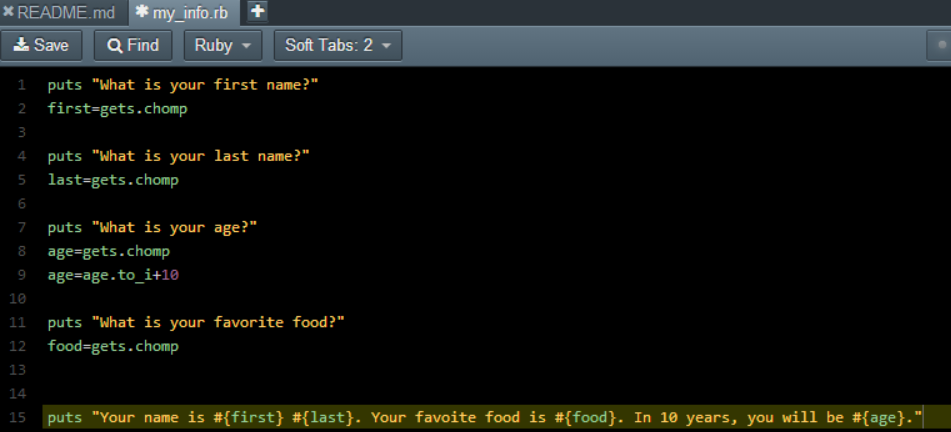 README.md my_info.rb
Save Find Ruby Soft Tabs: 2
1 puts "What is your first name?"
2 first=gets.chomp
3
4 puts "What is your last name?"
5 last=gets.chomp
6
7 puts "What is your age?"
8 age=gets.chomp
9 age=age.to_i+10
10
11 puts "What is your favorite food?"
12 food=gets.chomp
13
14
15 puts "Your name is #{first} #{last}. Your favoite food is #{food}. In 10 years, you will be #{age}."